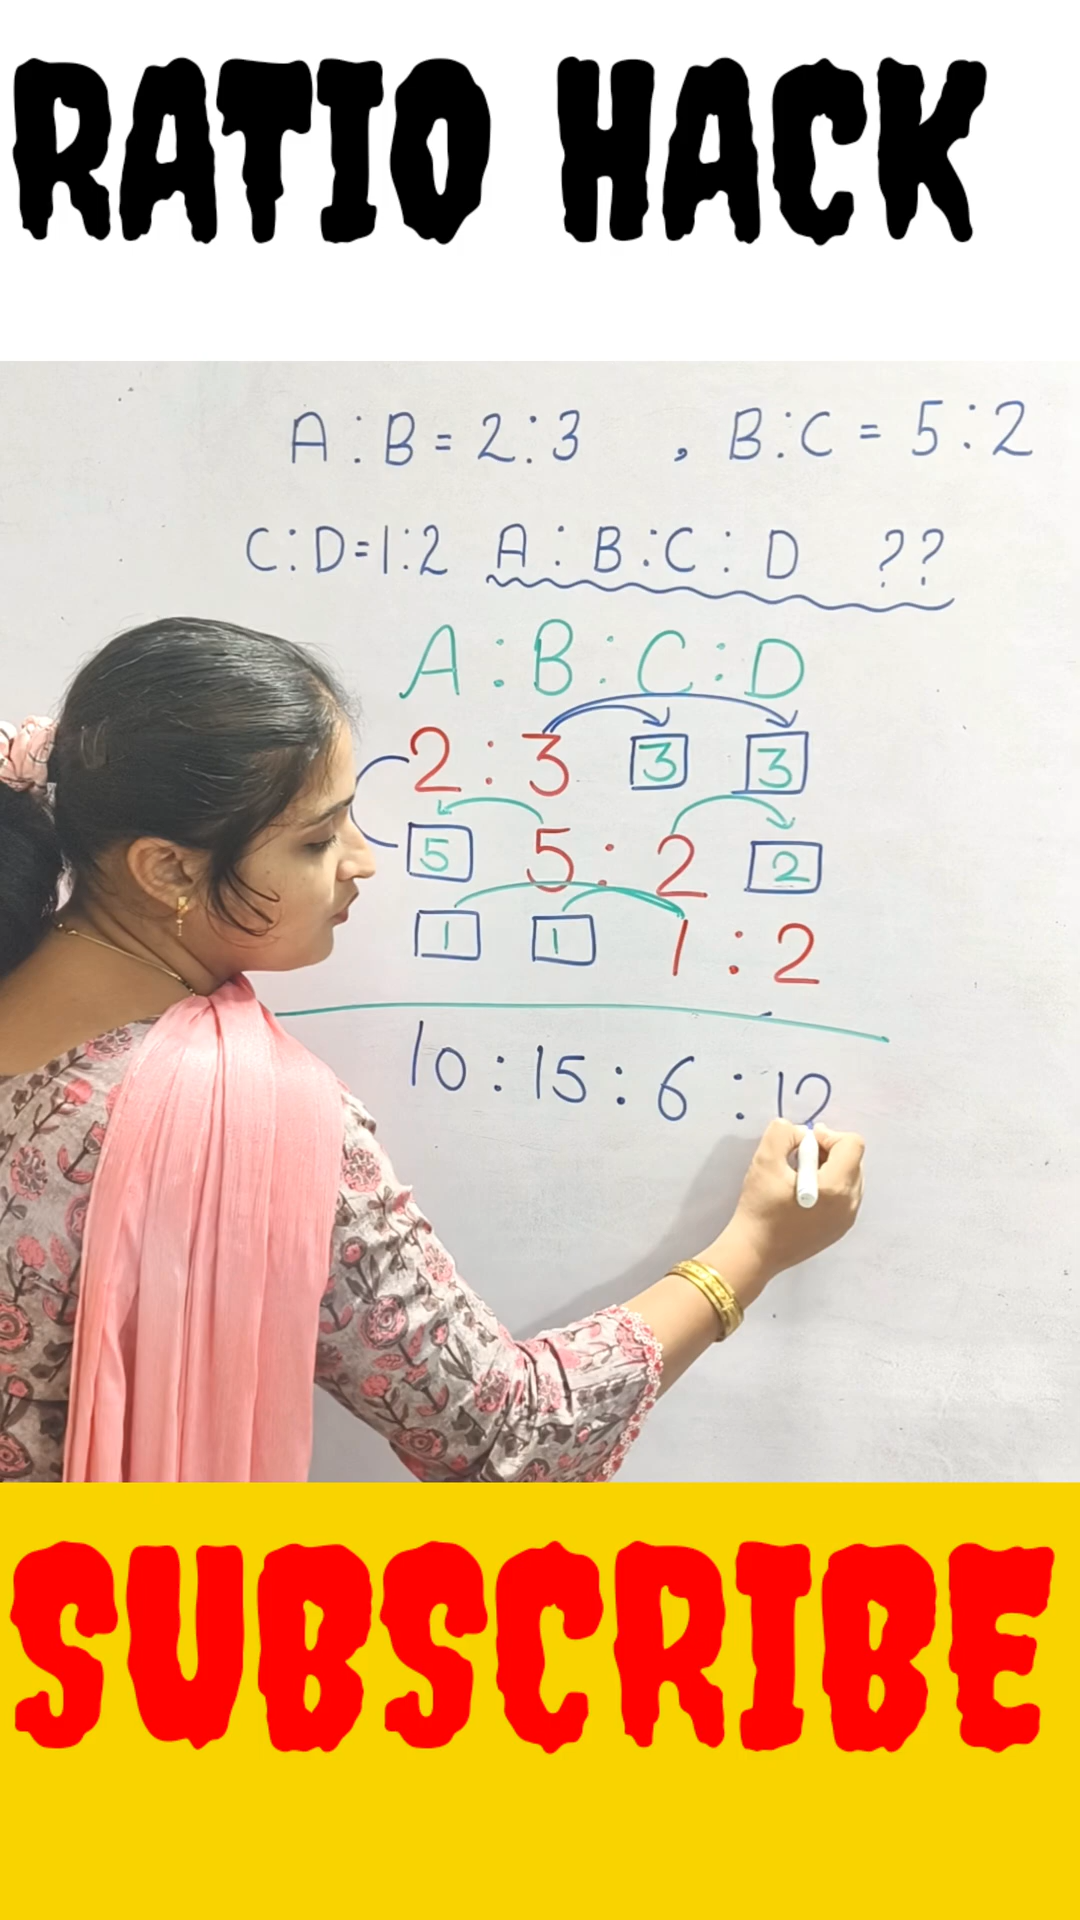 RATIO HACK
A:B=2:3 , B:C=5:2
C:D=1:2 A:B:C:D ??
A:B:C:D
2:3 3 3
5 5:2 2
1 1 1:2
10:15:6:12
SUBSCRIBE